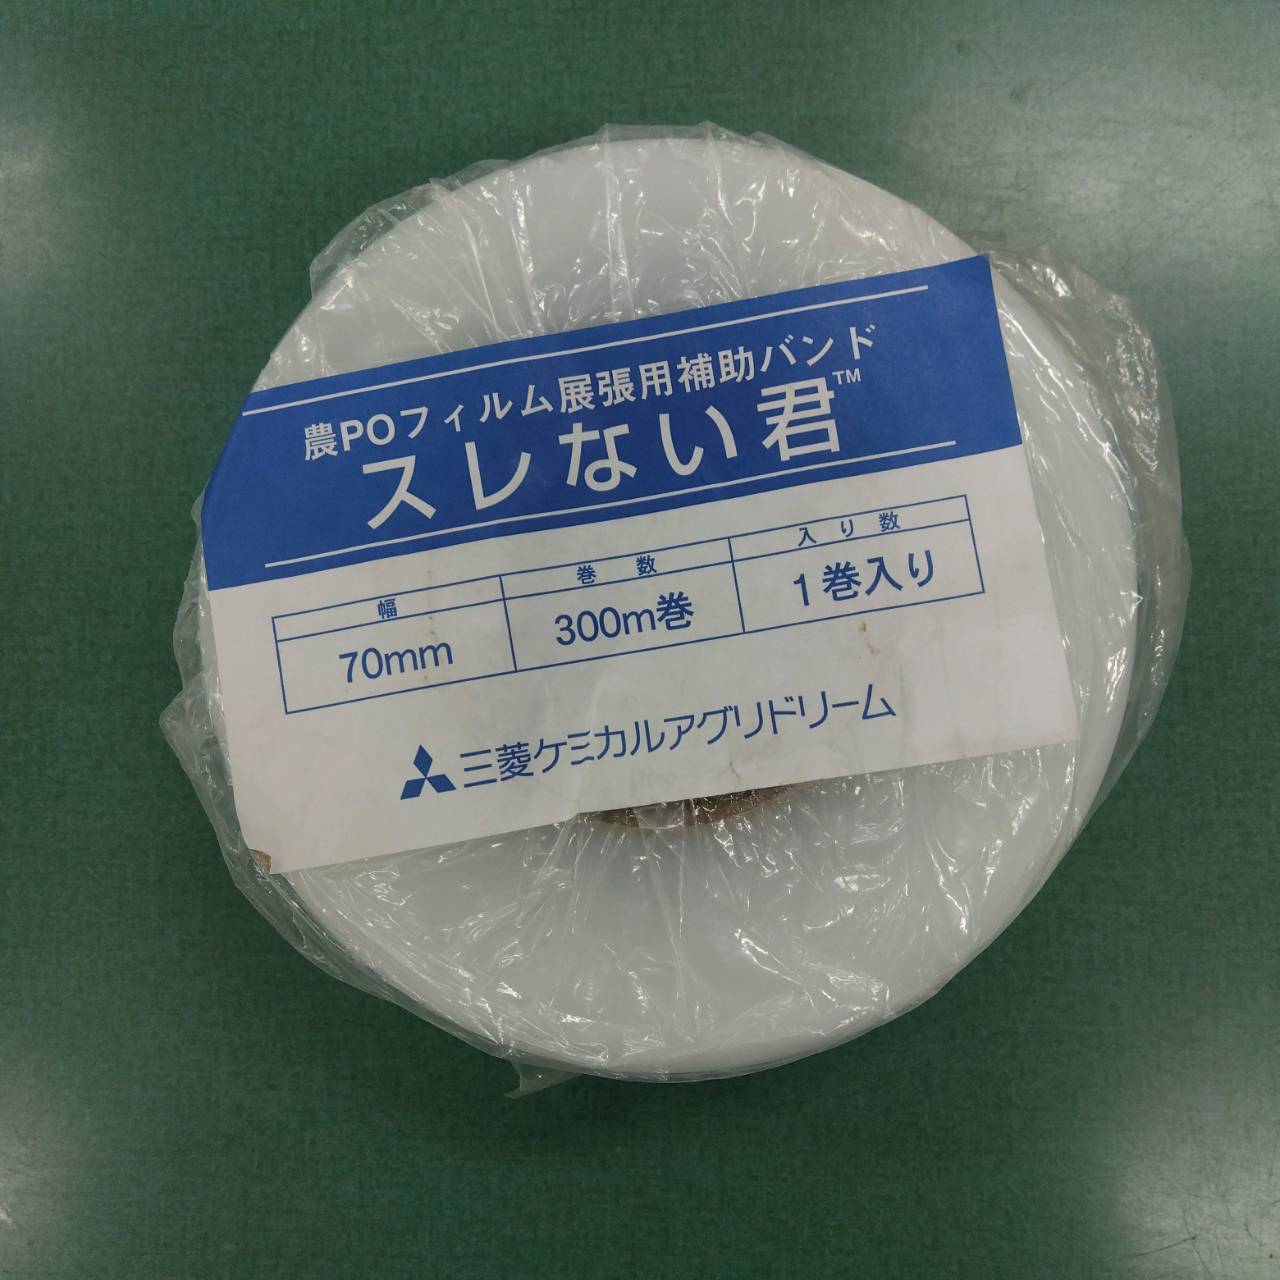 農POフィルム展張用補助バンド
スレない君™
幅 巻数 入り数
70mm 300m巻 1巻入り
三菱ケミカルアグリドリーム